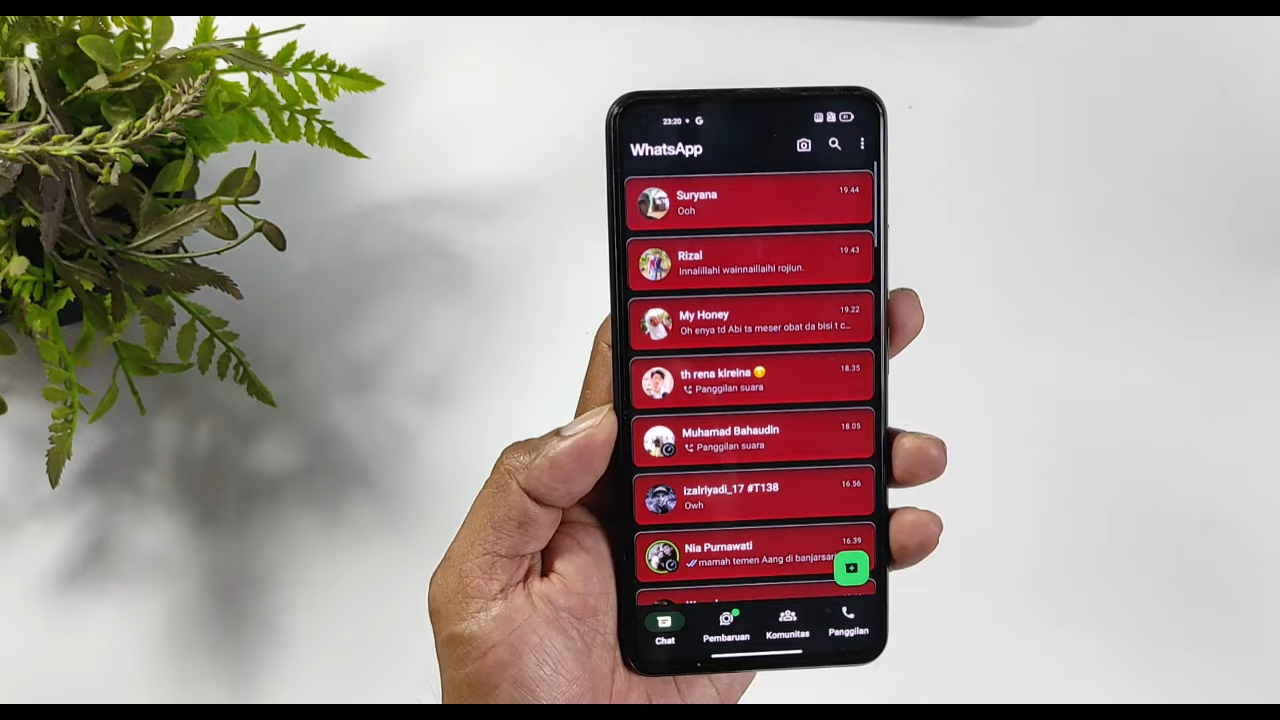 23:20 G
WhatsApp
Suryana 19.44
Ooh
Rizal 19.43
Innalillahi wainnaillaihi rojiun.
My Honey 19.22
Oh enya td Abi ts meser obat da bisi t c...
th rena kireina 18.35
Panggilan suara
Muhamad Bahaudin 18.05
Panggilan suara
izalriyadi_17 #T138 16.56
Owh
Nia Purnawati 16.39
mamah temen Aang di banjarsari
Chat Pembaruan Komunitas Panggilan